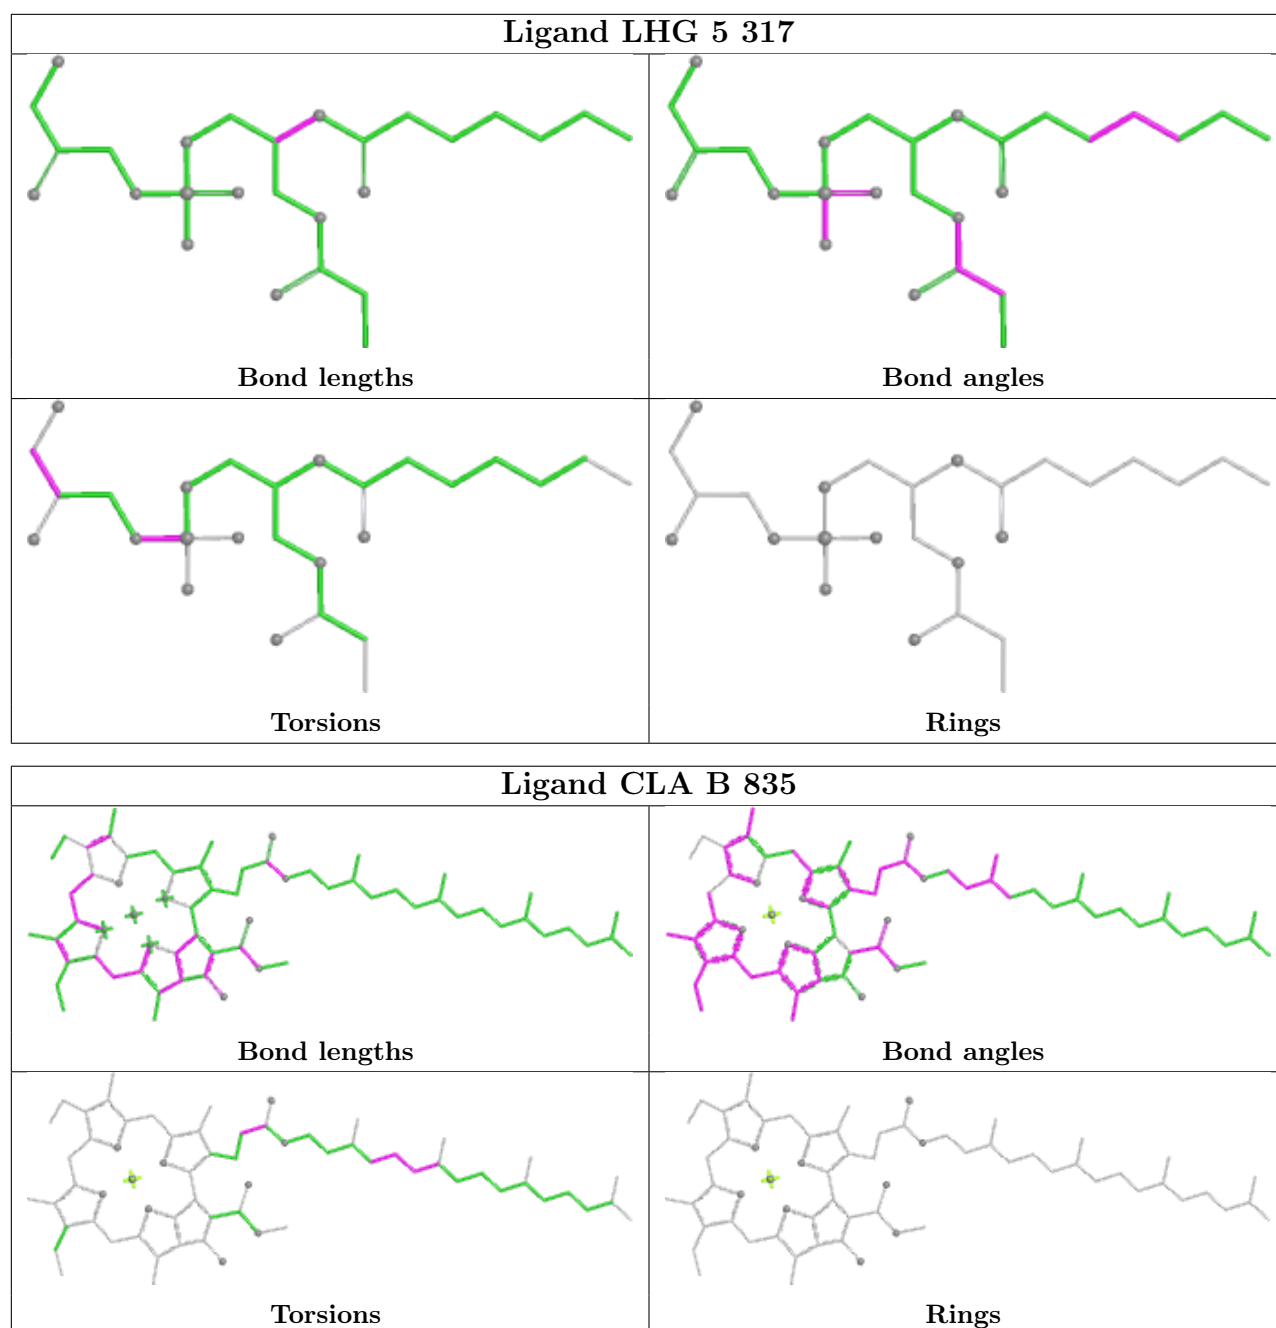 Ligand LHG 5 317
Bond lengths
Bond angles
Torsions
Rings
Ligand CLA B 835
Bond lengths
Bond angles
Torsions
Rings